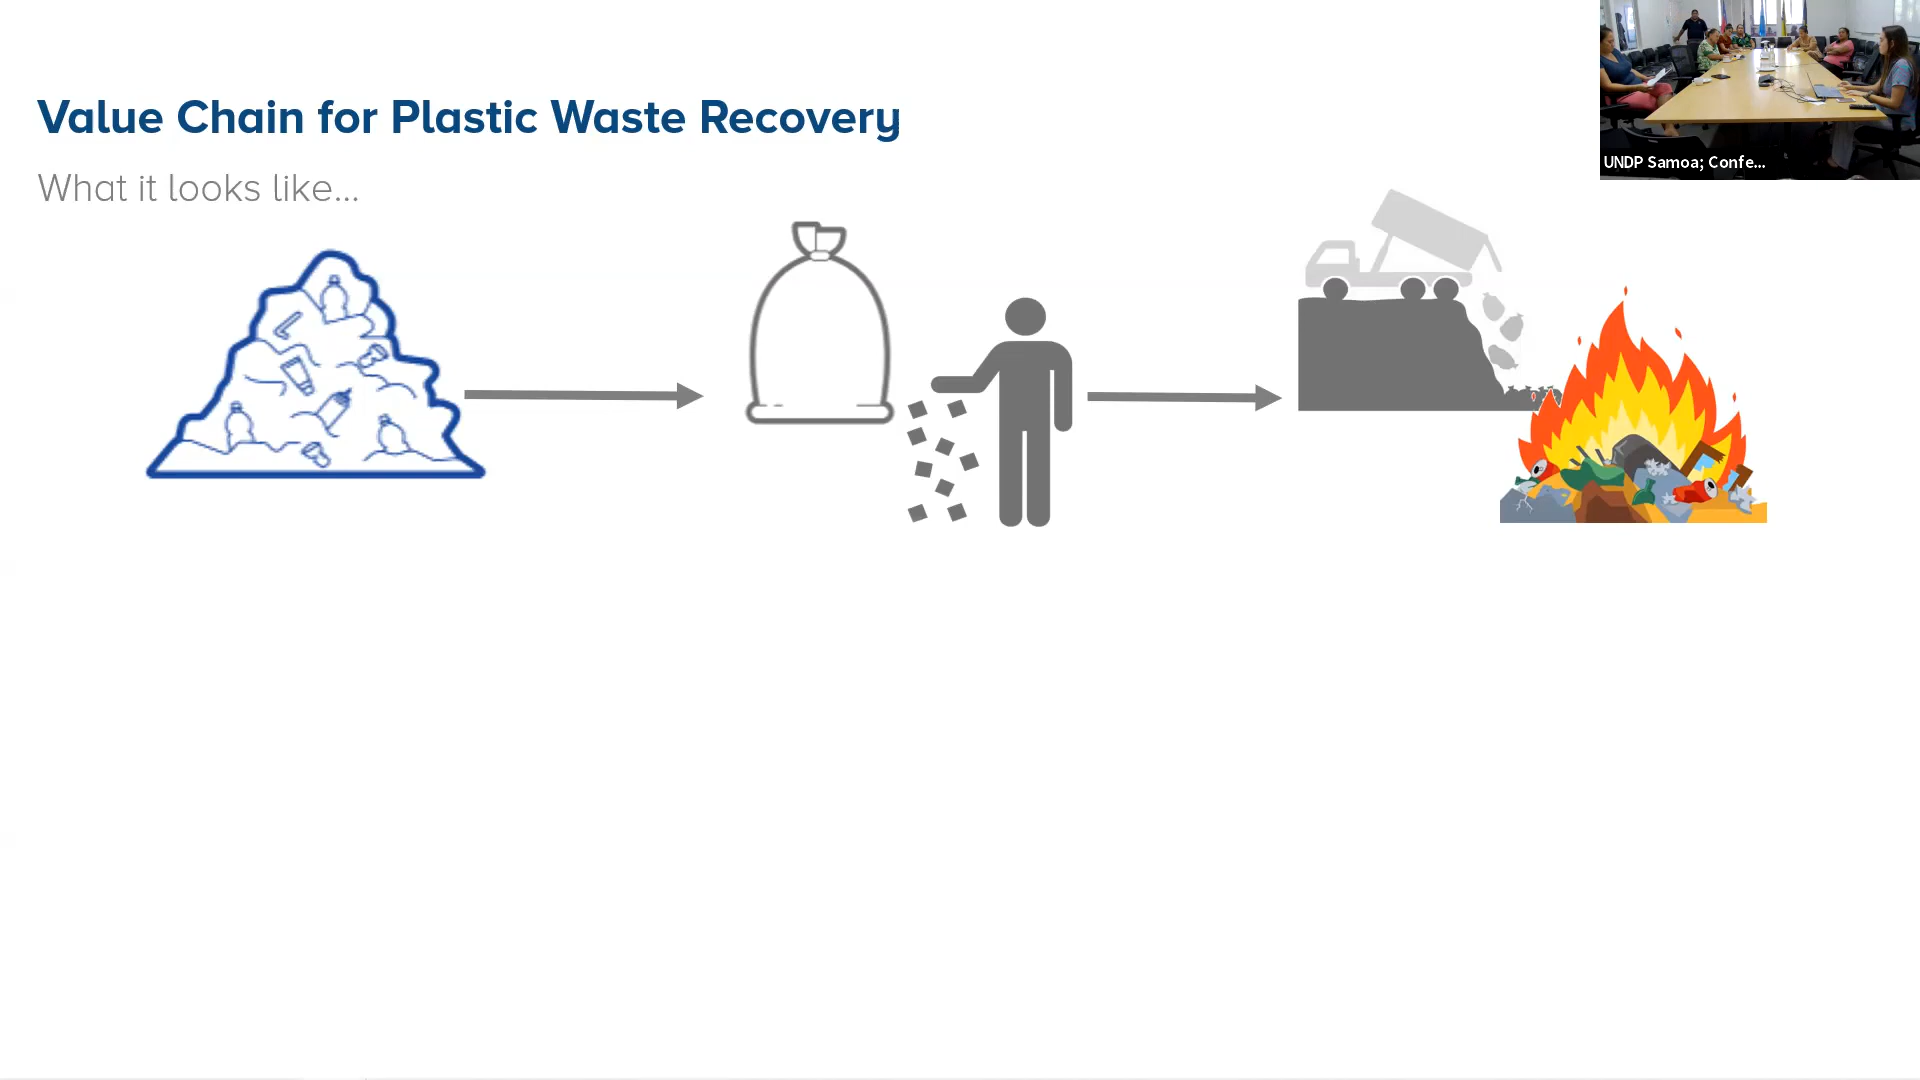 Value Chain for Plastic Waste Recovery
What it looks like...
UNDP Samoa; Confe...